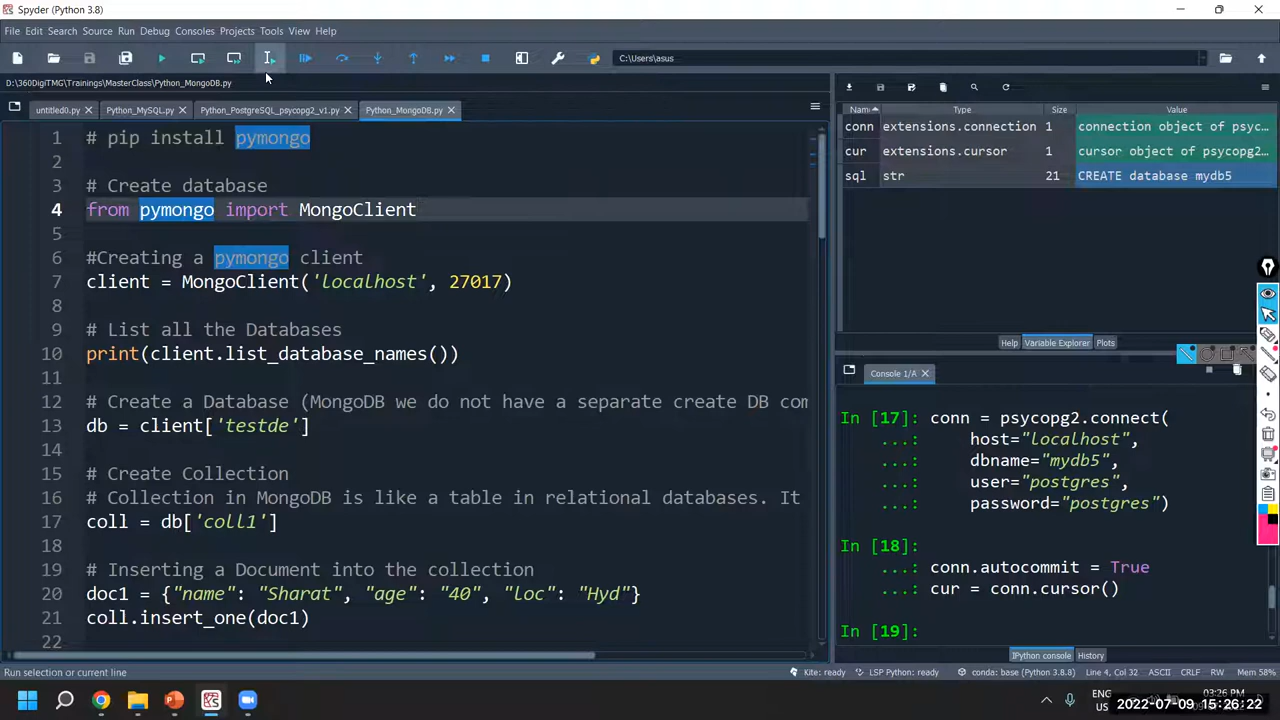 Spyder (Python 3.8)
File Edit Search Source Run Debug Consoles Projects Tools View Help
C:\Users\asus
D:\360DigiTMG\Trainings\MasterClass\Python_MongoDB.py
untitled0.py Python_MySQL.py Python_PostgreSQL_psycopg2_v1.py Python_MongoDB.py
1 # pip install pymongo
2
3 # Create database
4 from pymongo import MongoClient
5
6 #Creating a pymongo client
7 client = MongoClient('localhost', 27017)
8
9 # List all the Databases
10 print(client.list_database_names())
11
12 # Create a Database (MongoDB we do not have a separate create DB com
13 db = client['testde']
14
15 # Create Collection
16 # Collection in MongoDB is like a table in relational databases. It
17 coll = db['coll1']
18
19 # Inserting a Document into the collection
20 doc1 = {"name": "Sharat", "age": "40", "loc": "Hyd"}
21 coll.insert_one(doc1)
22
Name Type Size Value
conn extensions.connection 1 connection object of psyc...
cur extensions.cursor 1 cursor object of psycopg2...
sql str 21 CREATE database mydb5
Help Variable Explorer Plots
Console 1/A
In [17]: conn = psycopg2.connect(
...: host="localhost",
...: dbname="mydb5",
...: user="postgres",
...: password="postgres")
In [18]:
...: conn.autocommit = True
...: cur = conn.cursor()
In [19]:
IPython console History
Run selection or current line
Kite: ready LSP Python: ready conda: base (Python 3.8.8) Line 4, Col 32 ASCII CRLF RW Mem 58%
ENG
US
03:26 PM
2022-07-09 15:26:22